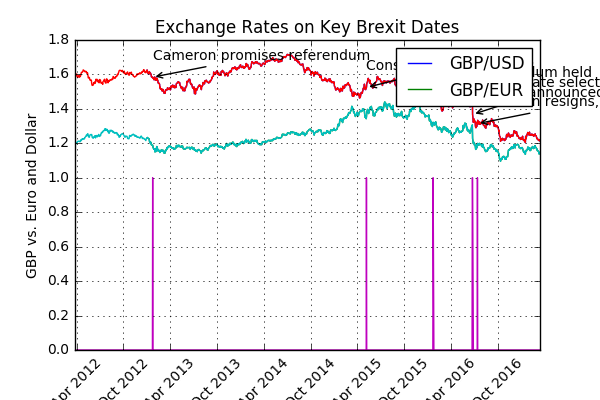 Exchange Rates on Key Brexit Dates
1.8
1.6
1.4
1.2
1.0
0.8
0.6
0.4
0.2
0.0
GBP vs. Euro and Dollar
Cameron promises referendum
GBP/USD
GBP/EUR
held
select
resigns,
Apr 2012
Oct 2012
Apr 2013
Oct 2013
Apr 2014
Oct 2014
Apr 2015
Oct 2015
Apr 2016
Oct 2016